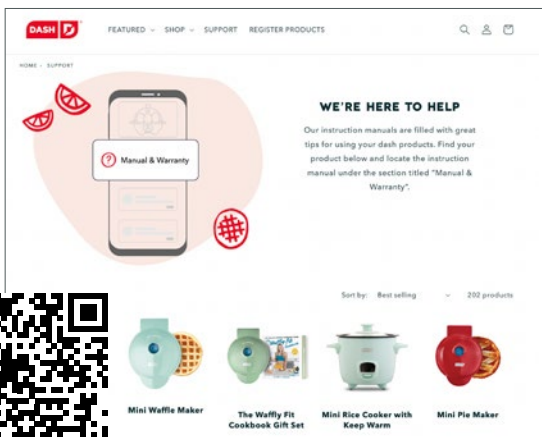 DASH D
FEATURED SHOP SUPPORT REGISTER PRODUCTS
HOME › SUPPORT
Manual & Warranty
WE'RE HERE TO HELP
Our instruction manuals are filled with great
tips for using your dash products. Find your
product below and locate the instruction
manual under the section titled "Manual &
Warranty".
Sort by: Best selling 202 products
Mini Waffle Maker
The Waffly Fit
Cookbook Gift Set
Mini Rice Cooker with
Keep Warm
Mini Pie Maker